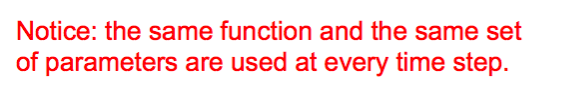 Notice: the same function and the same set
of parameters are used at every time step.